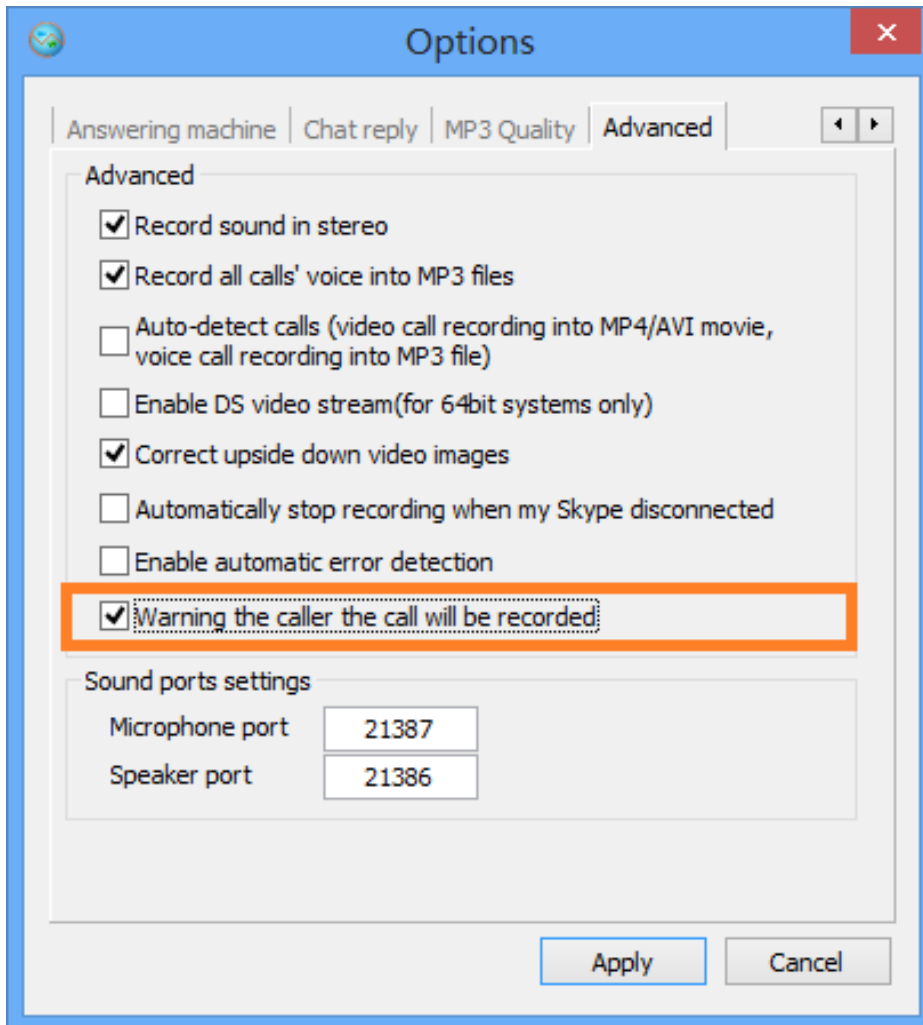 Options
Answering machine Chat reply MP3 Quality Advanced
Advanced
Record sound in stereo
Record all calls' voice into MP3 files
Auto-detect calls (video call recording into MP4/AVI movie,
voice call recording into MP3 file)
Enable DS video stream(for 64bit systems only)
Correct upside down video images
Automatically stop recording when my Skype disconnected
Enable automatic error detection
Warning the caller the call will be recorded
Sound ports settings
Microphone port 21387
Speaker port 21386
Apply Cancel